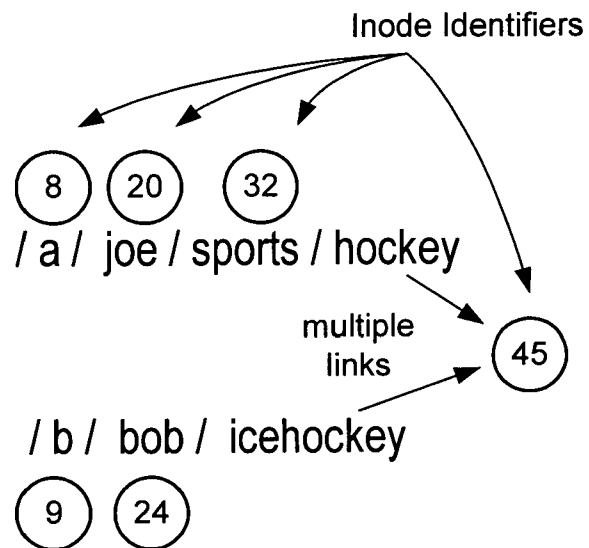 Inode Identifiers
8 20 32
/ a / joe / sports / hockey
multiple
links
45
/ b / bob / icehockey
9 24